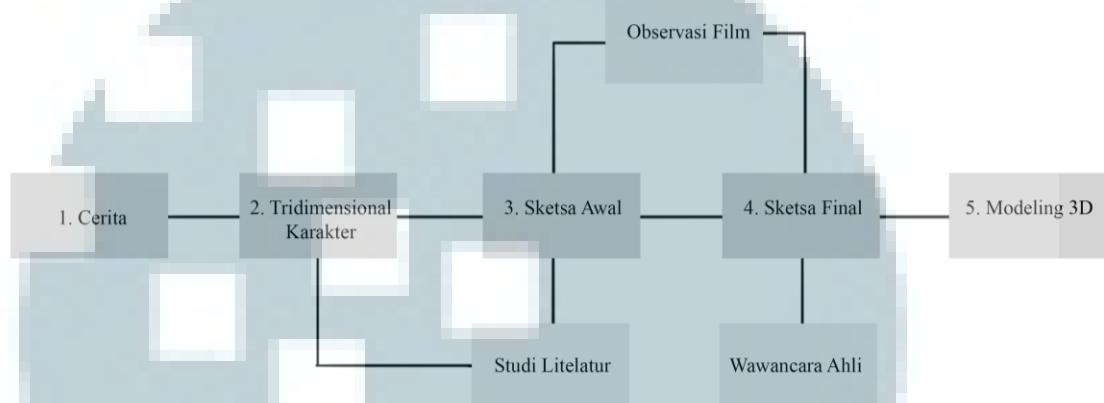 Observasi Film
1. Cerita
2. Tridimensional
Karakter
3. Sketsa Awal
4. Sketsa Final
5. Modeling 3D
Studi Litelatur
Wawancara Ahli